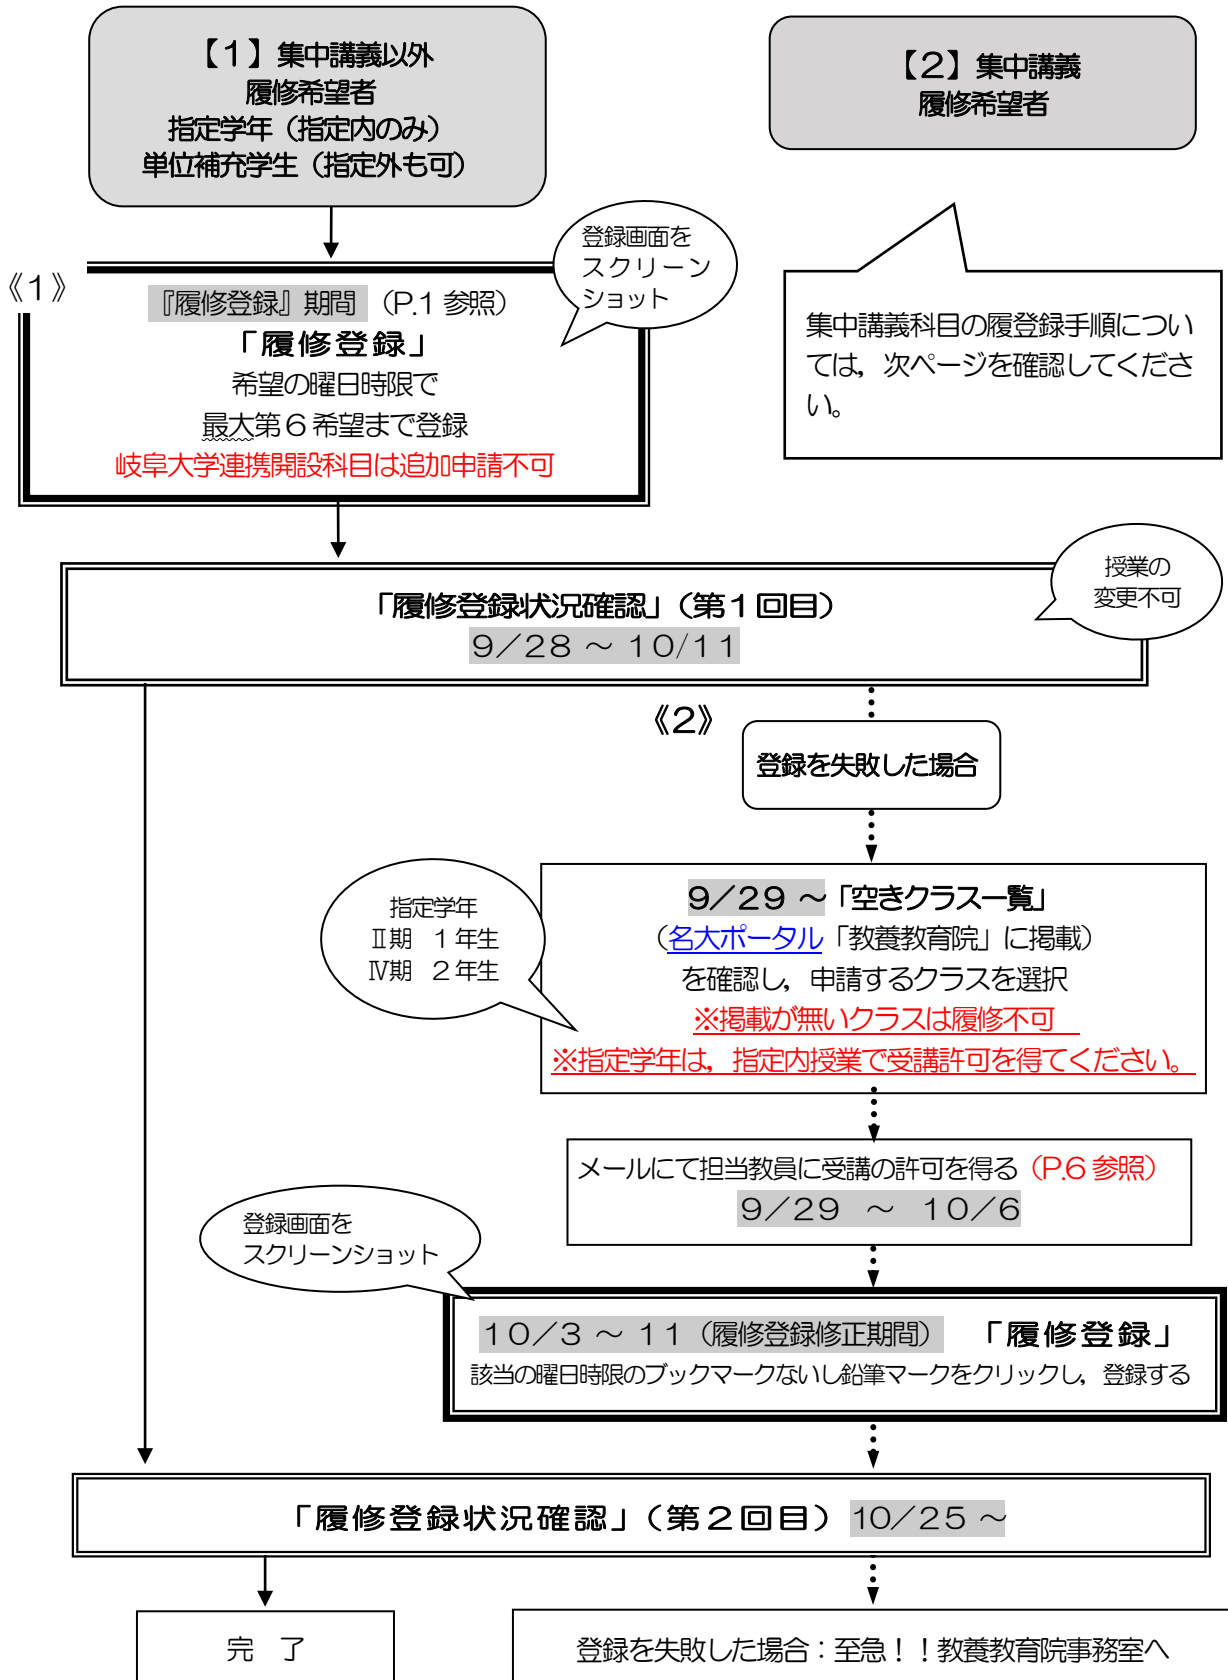 【１】集中講義以外
履修希望者
指定学年（指定内のみ）
単位補充学生（指定外も可）
【２】集中講義
履修希望者
登録画面を
スクリーン
ショット
《１》
『履修登録』期間（P.１参照）
「履修登録」
希望の曜日時限で
最大第６希望まで登録
岐阜大学連携開設科目は追加申請不可
集中講義科目の履登録手順につい
ては，次ページを確認してくださ
い。
授業の
変更不可
「履修登録状況確認」（第１回目）
９／２８ ～ １０/１１
《２》
登録を失敗した場合
指定学年
Ⅱ期　１年生
Ⅳ期　２年生
９／２９ ～「空きクラス一覧」
（名大ポータル「教養教育院」に掲載）
を確認し，申請するクラスを選択
※掲載が無いクラスは履修不可
※指定学年は，指定内授業で受講許可を得てください。
メールにて担当教員に受講の許可を得る（P.６参照）
９／２９ ～ １０／６
登録画面を
スクリーンショット
１０／３ ～ １１（履修登録修正期間）「履修登録」
該当の曜日時限のブックマークないし鉛筆マークをクリックし，登録する
「履修登録状況確認」（第２回目）１０／２５ ～
完　了
登録を失敗した場合：至急！！教養教育院事務室へ